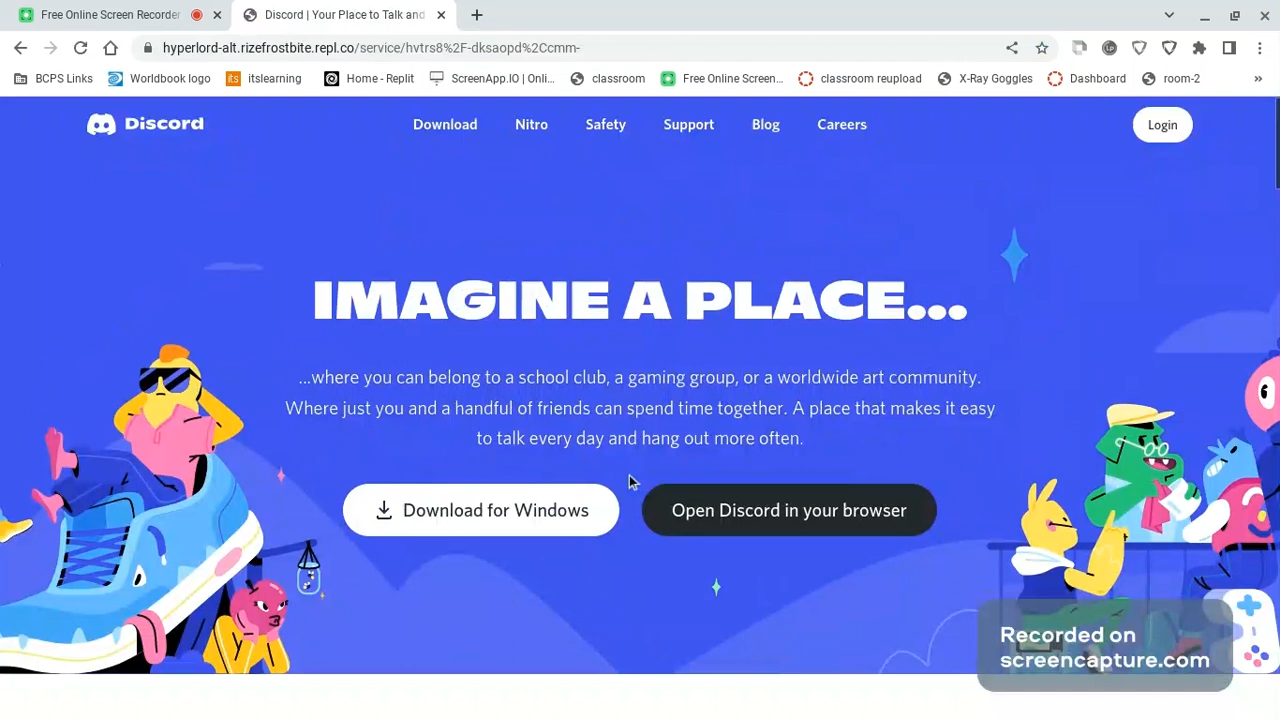 Free Online Screen Recorder
Discord | Your Place to Talk and
hyperlord-alt.rizefrostbite.repl.co/service/hvtrs8%2F-dksaopd%2Ccmm-
BCPS Links
Worldbook logo
its
itslearning
Home - Replit
ScreenApp.IO | Onli...
classroom
Free Online Screen...
classroom reupload
X-Ray Goggles
Dashboard
room-2
Discord
Download
Nitro
Safety
Support
Blog
Careers
Login
IMAGINE A PLACE...
...where you can belong to a school club, a gaming group, or a worldwide art community.
Where just you and a handful of friends can spend time together. A place that makes it easy
to talk every day and hang out more often.
Download for Windows
Open Discord in your browser
Recorded on
screencapture.com